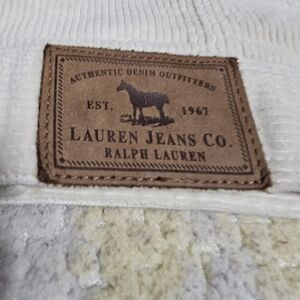 AUTHENTIC DENIM OUTFITTERS
EST. 1967
LAUREN JEANS CO.
RALPH LAUREN